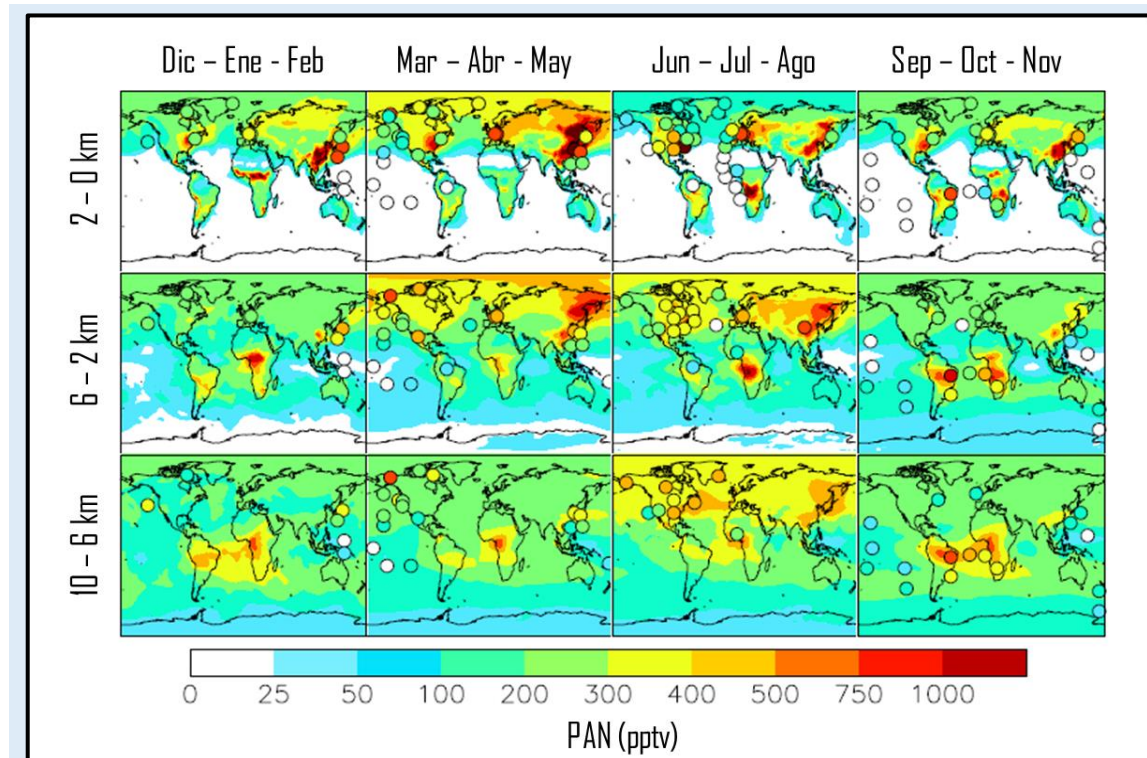 Dic – Ene - Feb
Mar – Abr - May
Jun – Jul - Ago
Sep – Oct - Nov
2 – 0 km
6 – 2 km
10 – 6 km
0 25 50 100 200 300 400 500 750 1000
PAN (pptv)